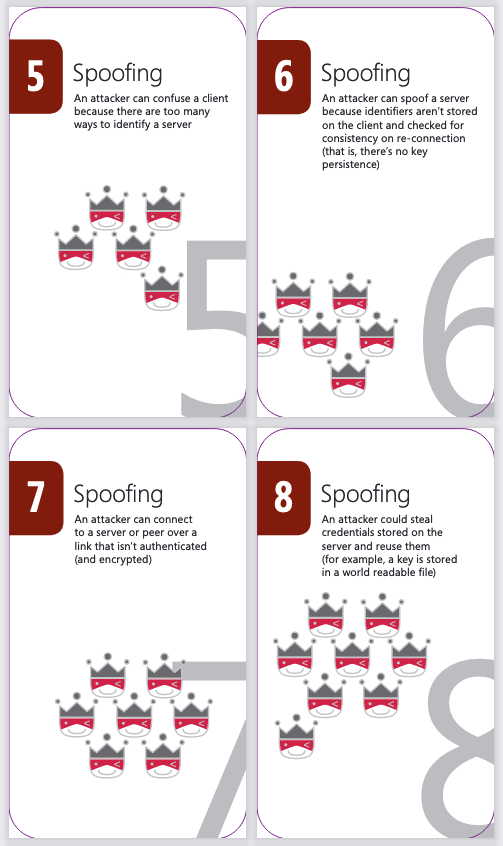 5
Spoofing
An attacker can confuse a client
because there are too many
ways to identify a server
5
6
Spoofing
An attacker can spoof a server
because identifiers aren't stored
on the client and checked for
consistency on re-connection
(that is, there's no key
persistence)
6
7
Spoofing
An attacker can connect
to a server or peer over a
link that isn't authenticated
(and encrypted)
7
8
Spoofing
An attacker could steal
credentials stored on the
server and reuse them
(for example, a key is stored
in a world readable file)
8